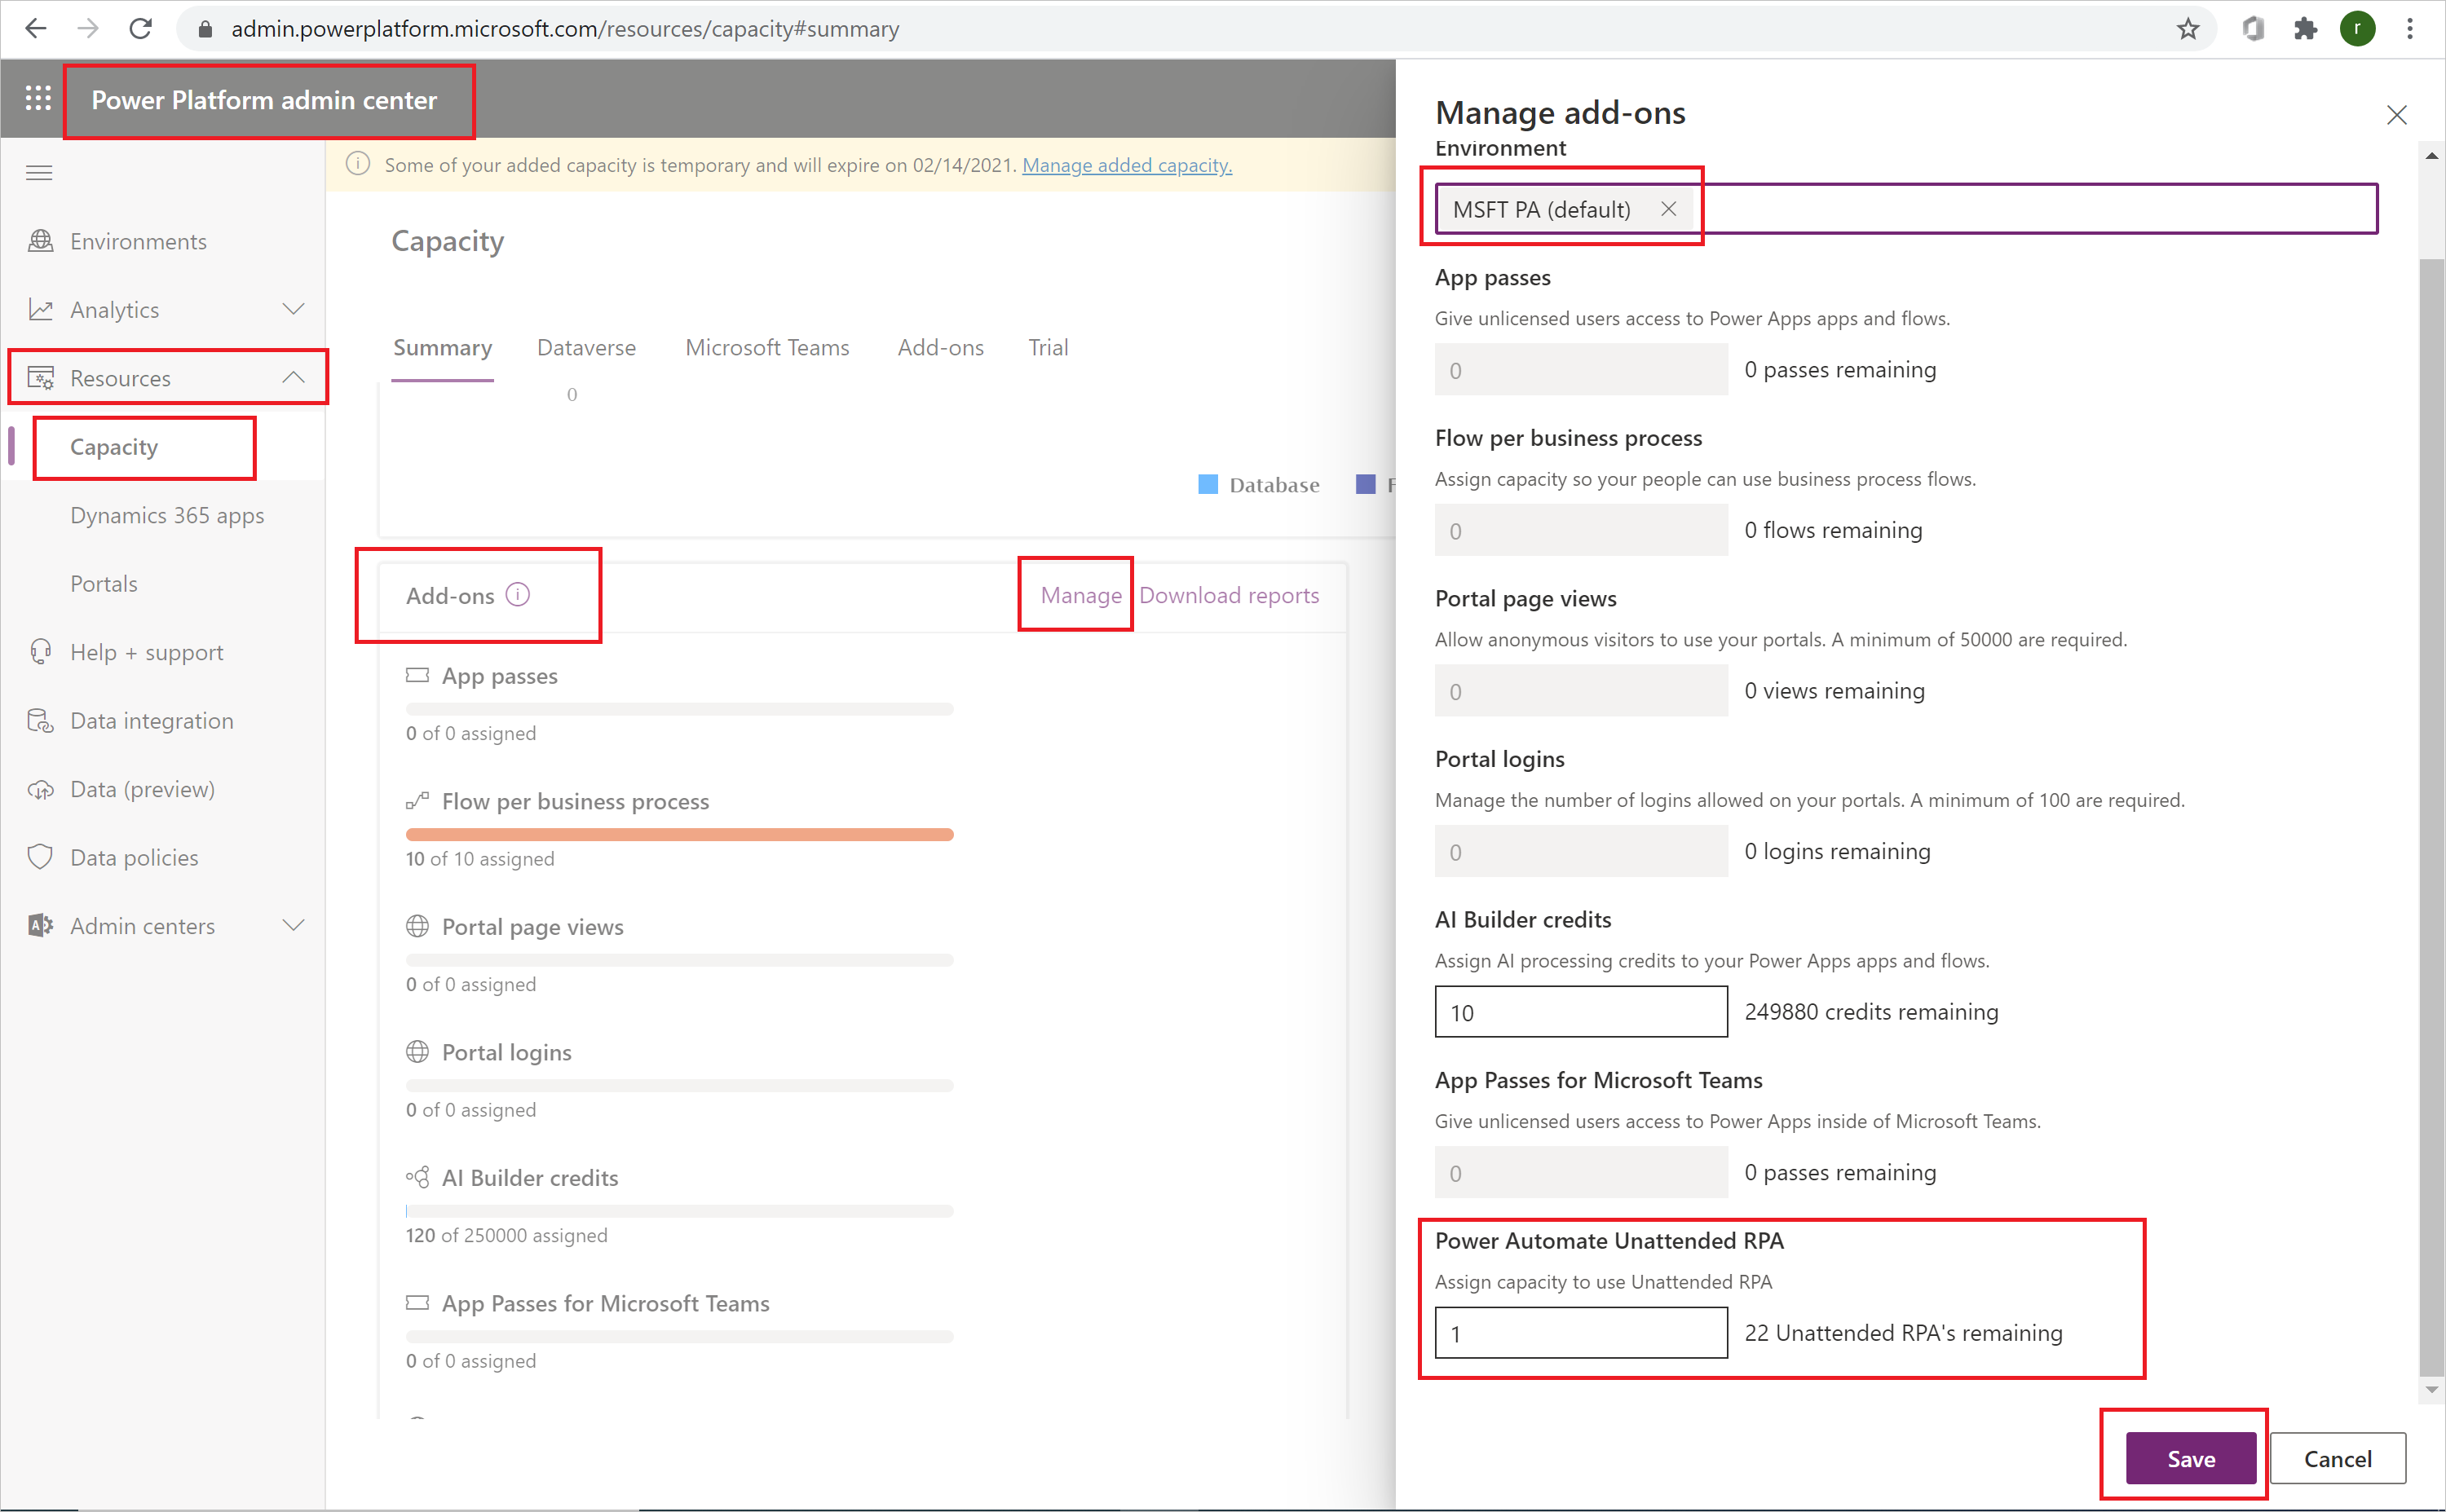 admin.powerplatform.microsoft.com/resources/capacity#summary
r
Power Platform admin center
Some of your added capacity is temporary and will expire on 02/14/2021. Manage added capacity.
Environments
Analytics
Resources
Capacity
Dynamics 365 apps
Portals
Help + support
Data integration
Data (preview)
Data policies
Admin centers
Capacity
Summary
Dataverse
Microsoft Teams
Add-ons
Trial
0
Database
F
Add-ons
Manage
Download reports
App passes
0 of 0 assigned
Flow per business process
10 of 10 assigned
Portal page views
0 of 0 assigned
Portal logins
0 of 0 assigned
AI Builder credits
120 of 250000 assigned
App Passes for Microsoft Teams
0 of 0 assigned
Manage add-ons
Environment
MSFT PA (default)
App passes
Give unlicensed users access to Power Apps apps and flows.
0
0 passes remaining
Flow per business process
Assign capacity so your people can use business process flows.
0
0 flows remaining
Portal page views
Allow anonymous visitors to use your portals. A minimum of 50000 are required.
0
0 views remaining
Portal logins
Manage the number of logins allowed on your portals. A minimum of 100 are required.
0
0 logins remaining
AI Builder credits
Assign AI processing credits to your Power Apps apps and flows.
10
249880 credits remaining
App Passes for Microsoft Teams
Give unlicensed users access to Power Apps inside of Microsoft Teams.
0
0 passes remaining
Power Automate Unattended RPA
Assign capacity to use Unattended RPA
1
22 Unattended RPA's remaining
Save
Cancel